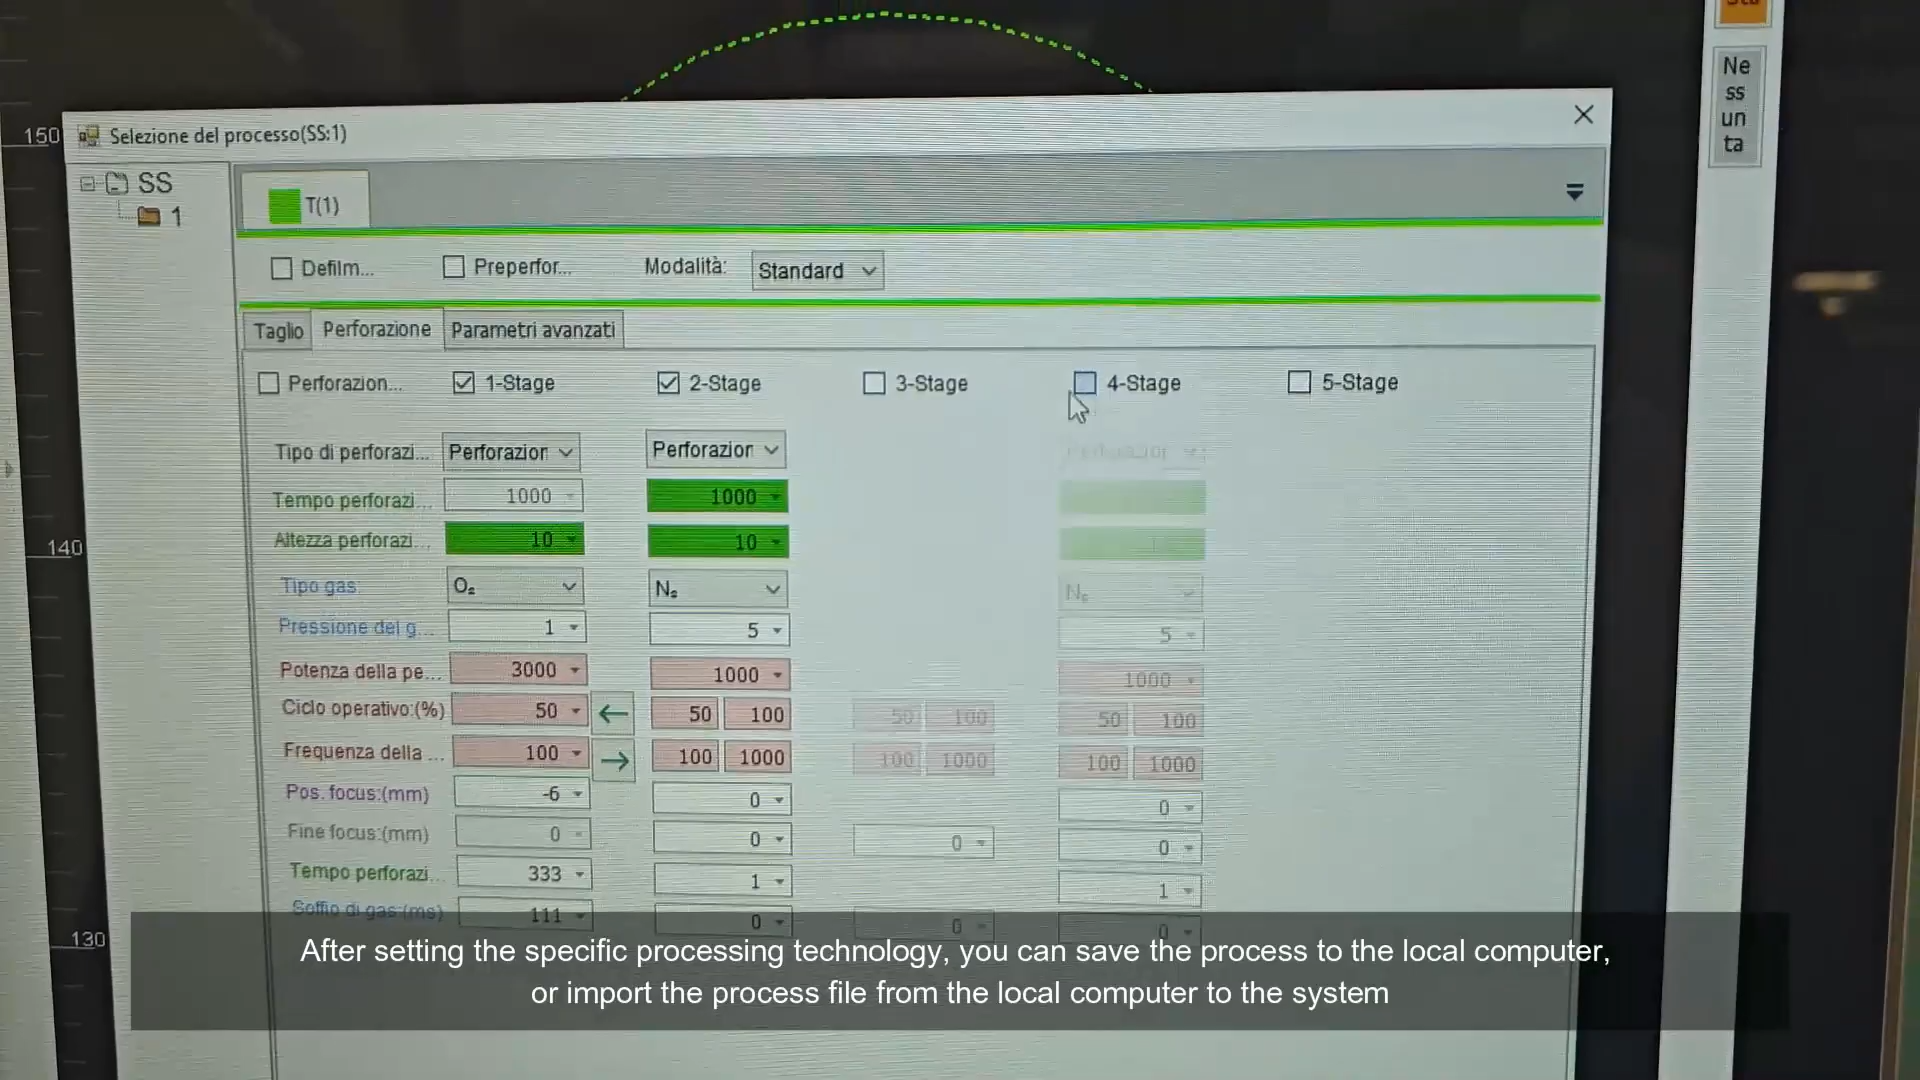 Ne
ss
un
ta
150
Selezione del processo(SS:1)
SS
1
T(1)
Defilm...
Preperfor...
Modalità:
Standard
Taglio
Perforazione
Parametri avanzati
Perforazion...
1-Stage
2-Stage
3-Stage
4-Stage
5-Stage
Tipo di perforazi...
Perforazior
Perforazior
Tempo perforazi...
1000
1000
Altezza perforazi...
10
10
140
Tipo gas:
O₂
N₂
N₂
Pressione del g...
1
5
5
Potenza della pe...
3000
1000
1000
Ciclo operativo:(%)
50
50
100
50
100
50
100
Frequenza della ...
100
100
1000
100
1000
100
1000
Pos. focus:(mm)
-6
0
0
Fine focus:(mm)
0
0
0
0
Tempo perforazi...
333
1
1
Soffio di gas:(ms)
111
0
0
0
130
After setting the specific processing technology, you can save the process to the local computer,
or import the process file from the local computer to the system